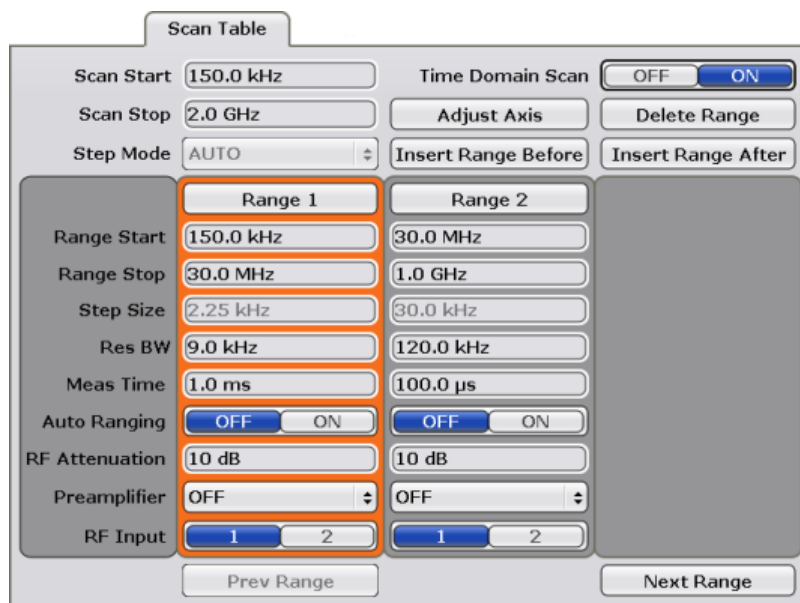 Scan Table
Scan Start 150.0 kHz Time Domain Scan OFF ON
Scan Stop 2.0 GHz Adjust Axis Delete Range
Step Mode AUTO Insert Range Before Insert Range After
Range 1 Range 2
Range Start 150.0 kHz 30.0 MHz
Range Stop 30.0 MHz 1.0 GHz
Step Size 2.25 kHz 30.0 kHz
Res BW 9.0 kHz 120.0 kHz
Meas Time 1.0 ms 100.0 µs
Auto Ranging OFF ON OFF ON
RF Attenuation 10 dB 10 dB
Preamplifier OFF OFF
RF Input 1 2 1 2
Prev Range Next Range